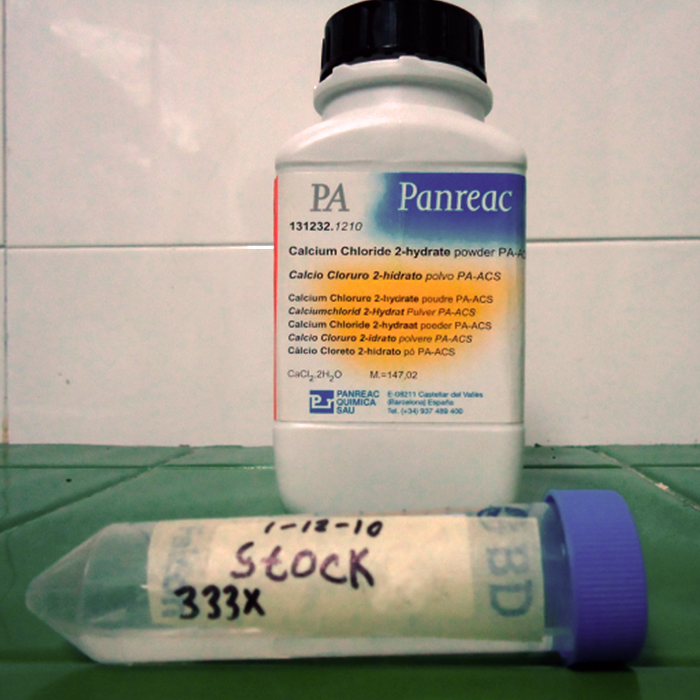 PA Panreac
131232.1210
Calcium Chloride 2-hydrate powder PA-AC
Calcio Cloruro 2-hidrato polvo PA-ACS
Calcium Chlorure 2-hydrate poudre PA-ACS
Calciumchlorid 2-Hydrat Pulver PA-ACS
Calcium Chloride 2-hydraat poeder PA-ACS
Calcio Cloruro 2-idrato polvere PA-ACS
Cálcio Cloreto 2-hidrato pó PA-ACS
CaCl₂.2H₂O M.=147,02
PANREAC
QUIMICA
SAU
E-08211 Castellar del Vallès
(Barcelona) España
Tel. (+34) 937 489 400
1-12-10
Stock
333X
BD